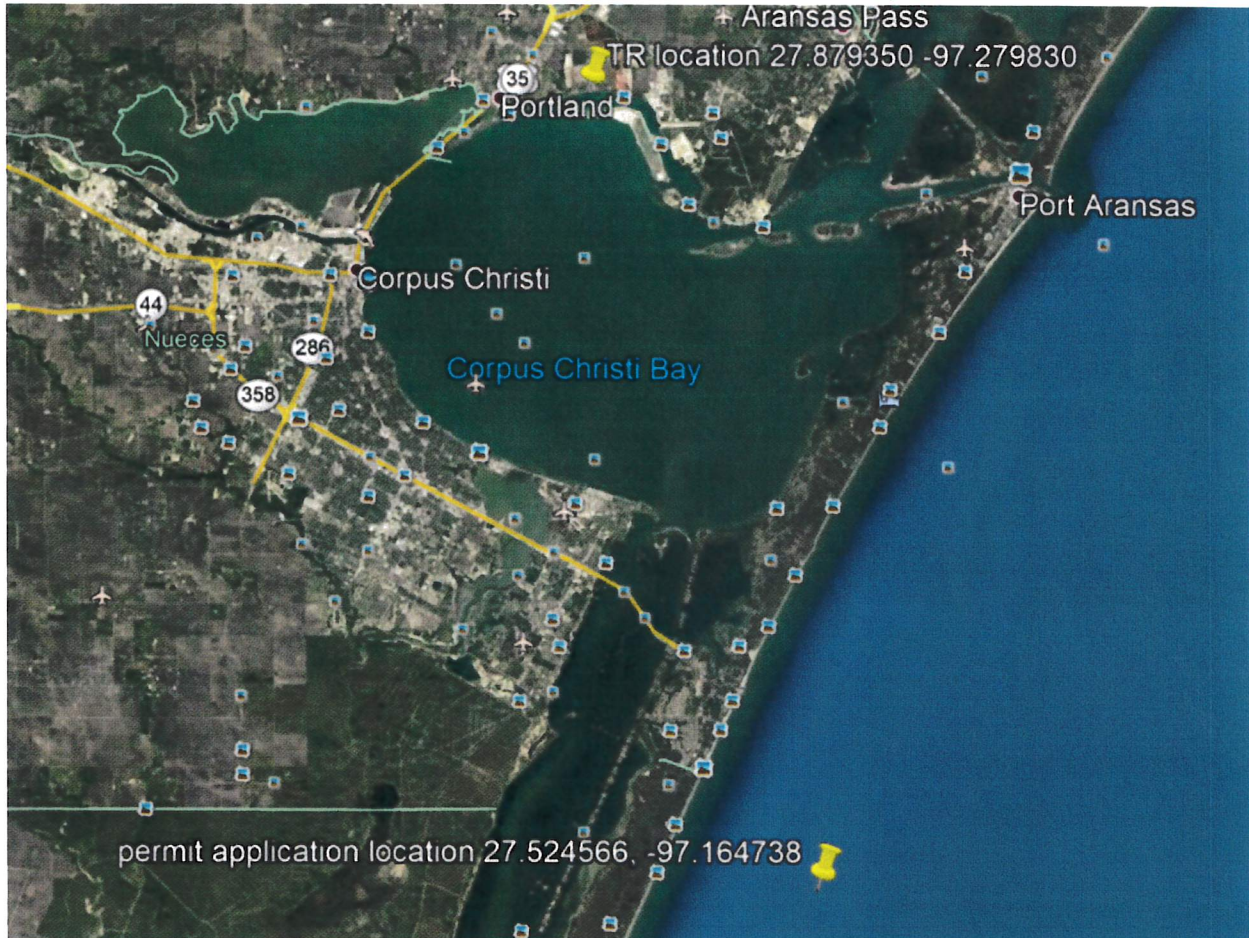 Aransas Pass
TR location 27.879350 -97.279830
35
Portland
Port Aransas
Corpus Christi
44
Nueces
286
Corpus Christi Bay
358
permit application location 27.524566, -97.164738